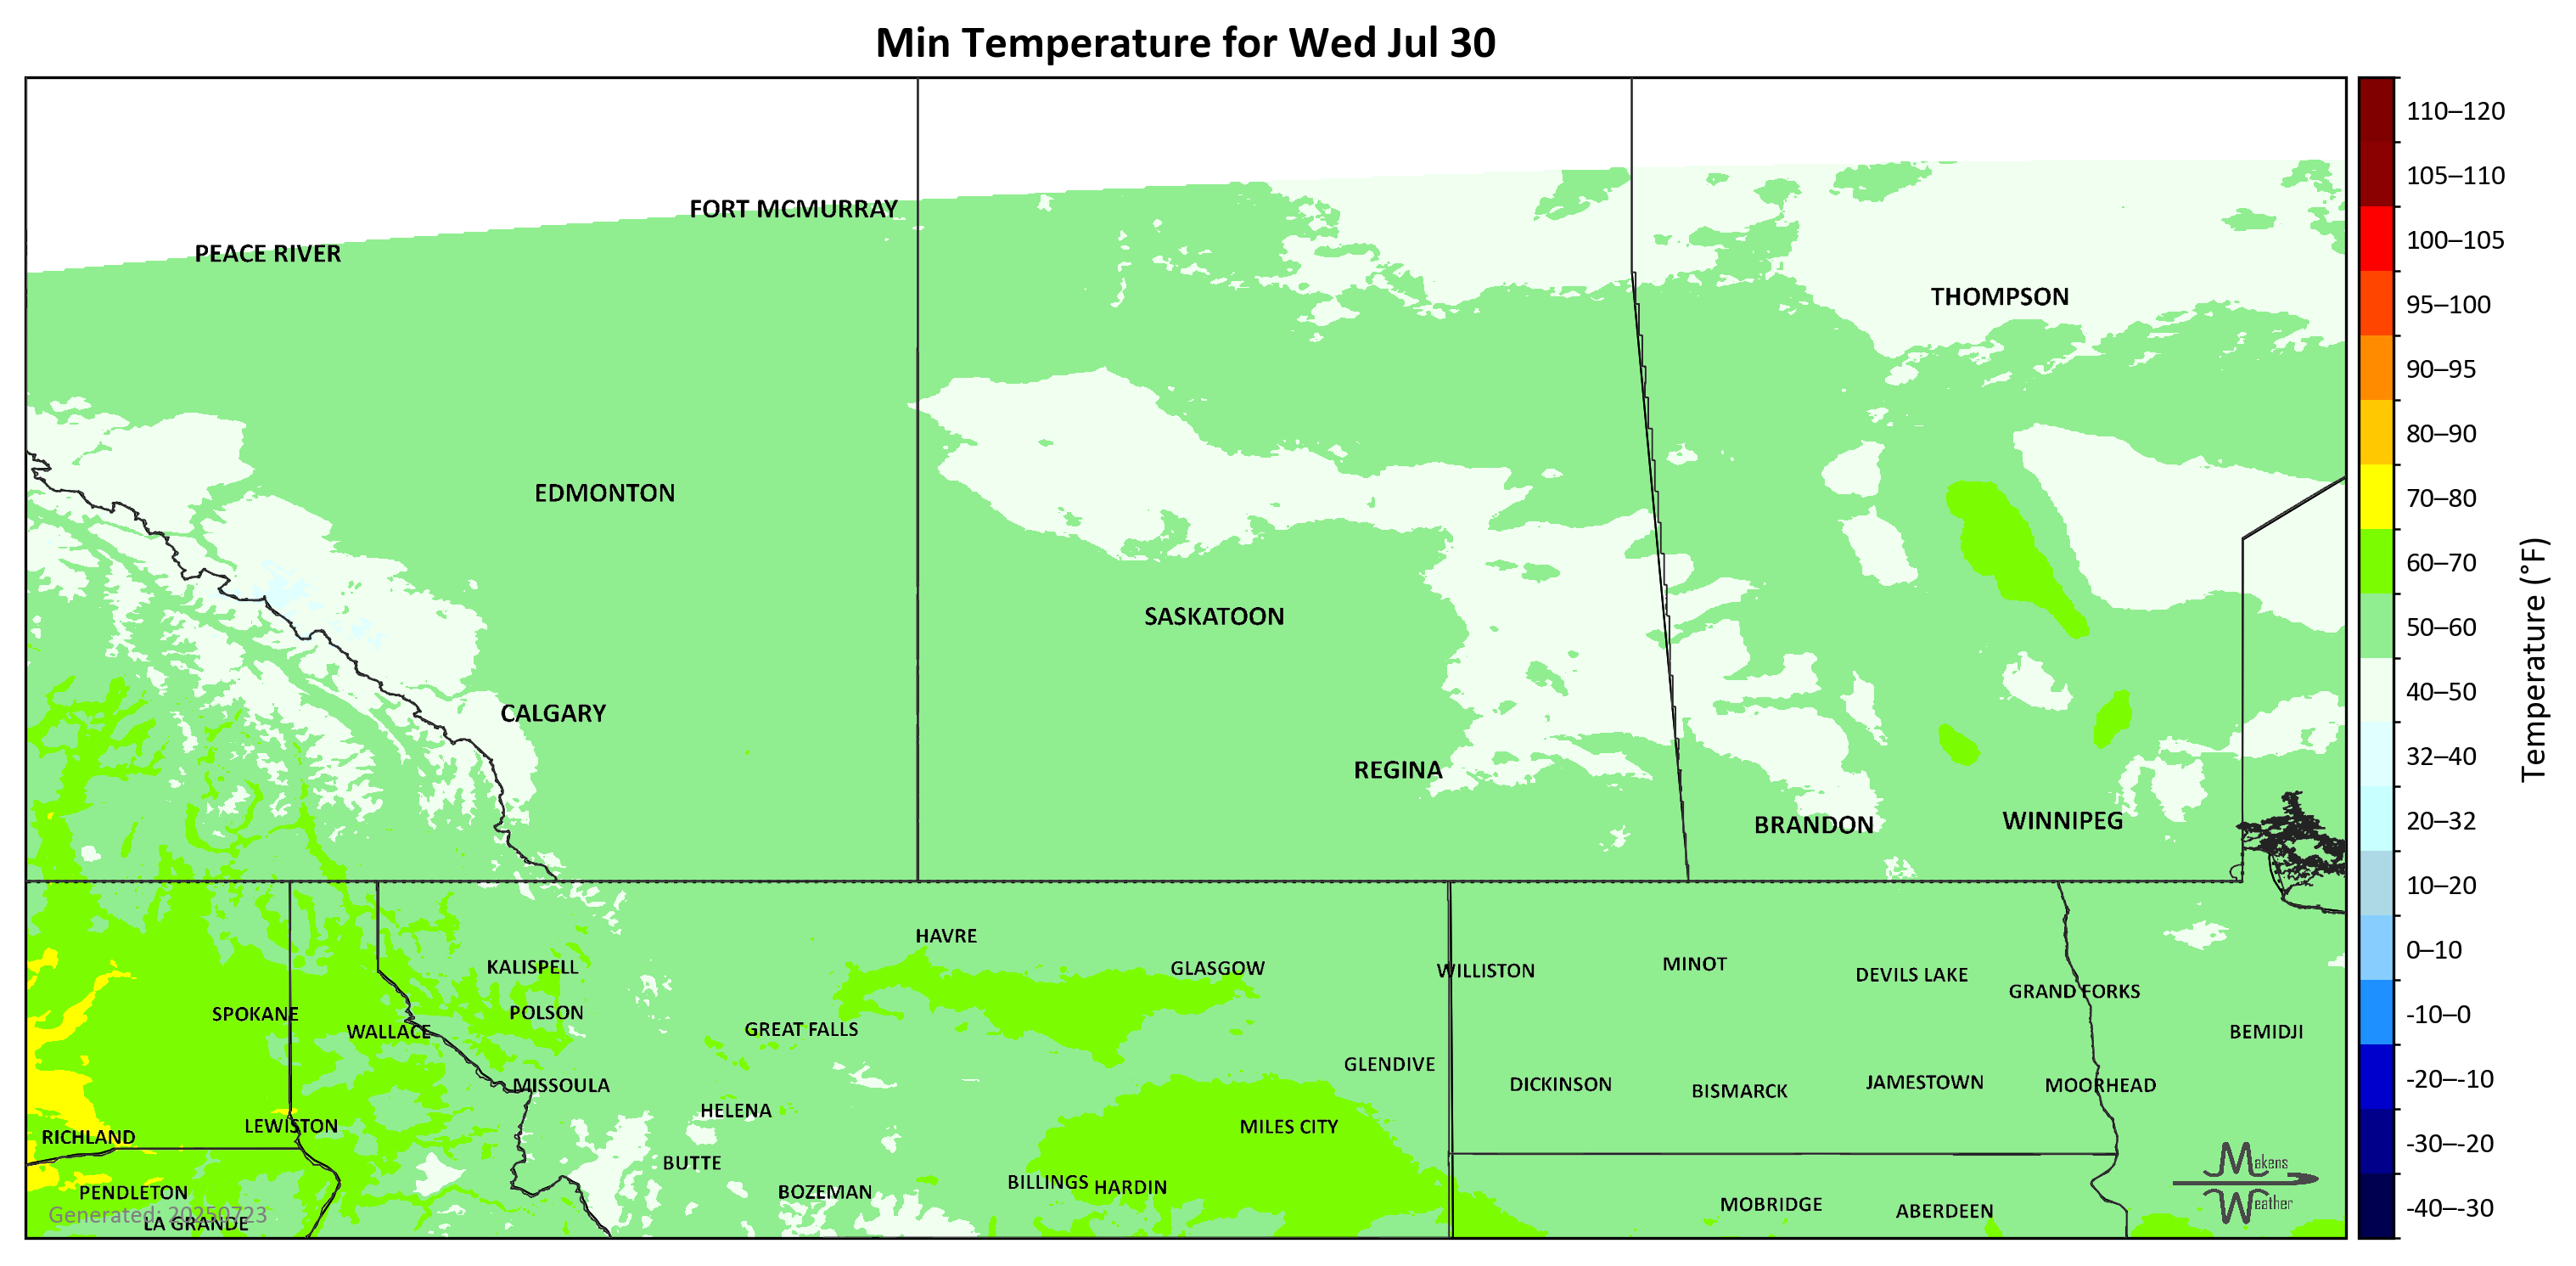 Min Temperature for Wed Jul 30
110–120
105–110
100–105
95–100
90–95
80–90
70–80
60–70
50–60
40–50
32–40
20–32
10–20
0–10
-10–0
-20–-10
-30–-20
-40–-30
Temperature (°F)
FORT MCMURRAY
PEACE RIVER
THOMPSON
EDMONTON
SASKATOON
CALGARY
REGINA
BRANDON
WINNIPEG
HAVRE
KALISPELL
GLASGOW
WILLISTON
MINOT
DEVILS LAKE
GRAND FORKS
SPOKANE
POLSON
WALLACE
GREAT FALLS
BEMIDJI
GLENDIVE
MISSOULA
DICKINSON
BISMARCK
JAMESTOWN
MOORHEAD
HELENA
LEWISTON
MILES CITY
RICHLAND
BUTTE
BOZEMAN
BILLINGS
HARDIN
PENDLETON
MOBRIDGE
ABERDEEN
LA GRANDE
Generated: 20250723
Makens
Weather